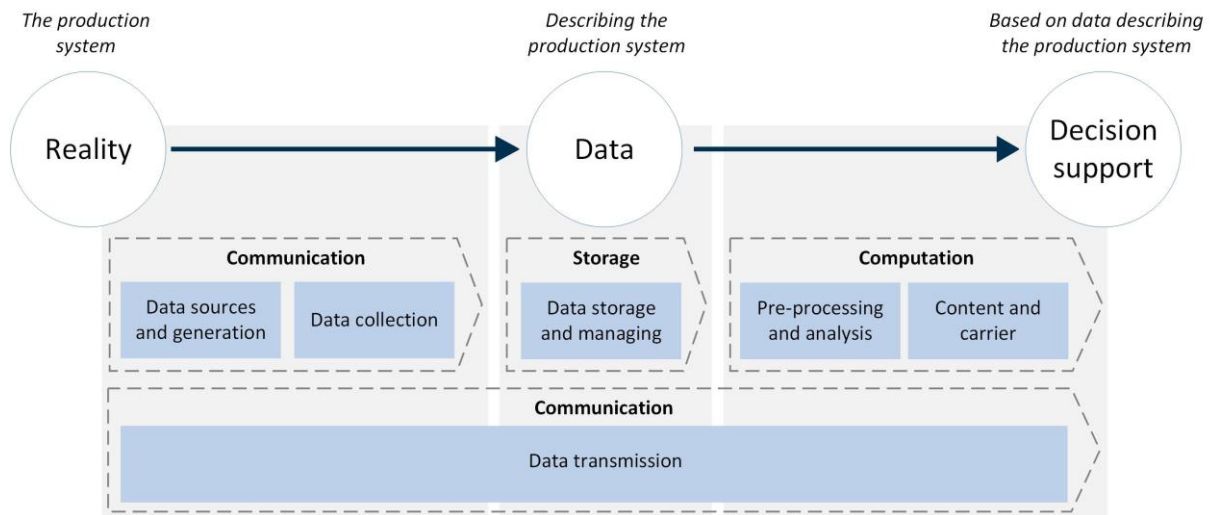 The production
system
Describing the
production system
Based on data describing
the production system
Reality
Data
Decision
support
Communication
Data sources
and generation
Data collection
Storage
Data storage
and managing
Computation
Pre-processing
and analysis
Content and
carrier
Communication
Data transmission